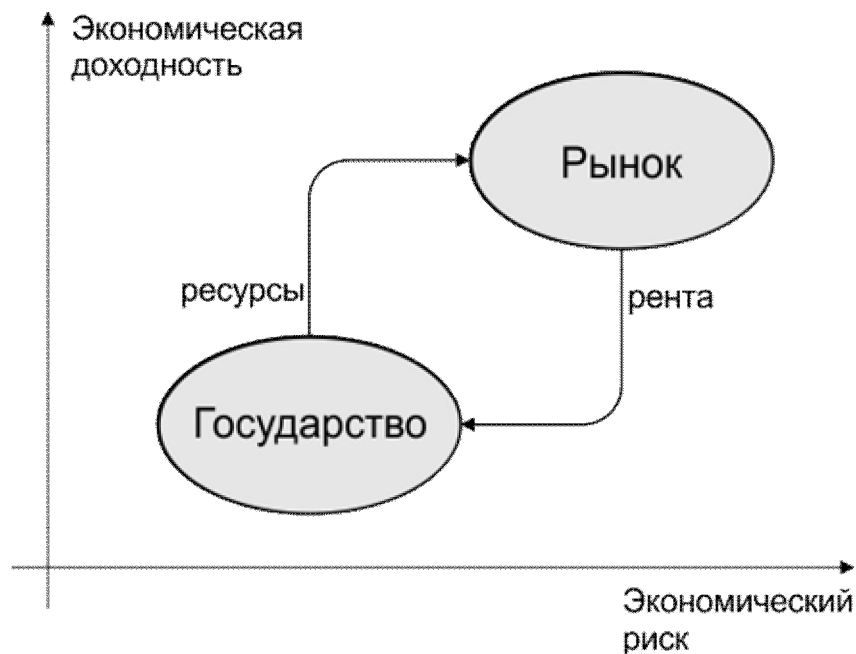 Экономическая
доходность
Рынок
ресурсы
рента
Государство
Экономический
риск